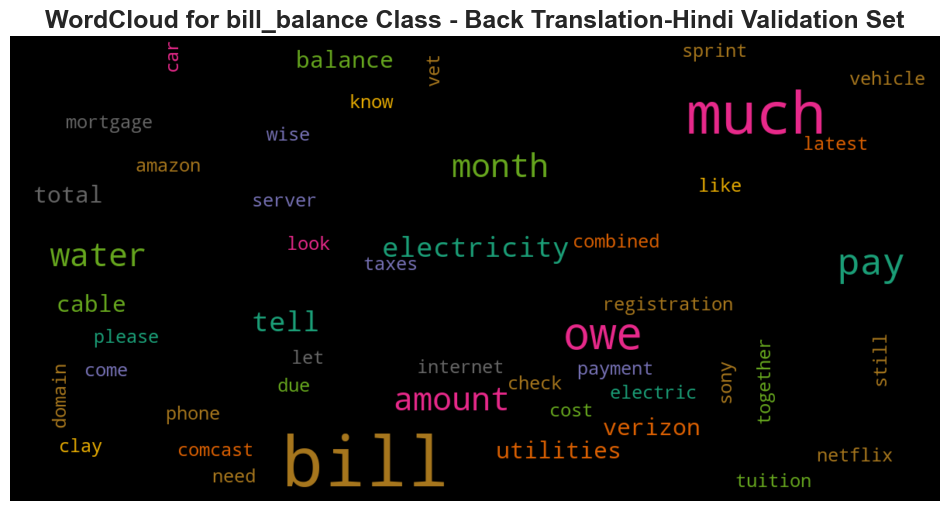 WordCloud for bill_balance Class - Back Translation-Hindi Validation Set
car
balance
vet
sprint
vehicle
know
much
mortgage
wise
latest
amazon
month
like
total
server
look
electricity
combined
water
taxes
pay
cable
registration
tell
please
owe
let
come
internet
payment
still
domain
due
check
electric
sony
together
amount
cost
phone
verizon
clay
comcast
utilities
netflix
need
bill
tuition